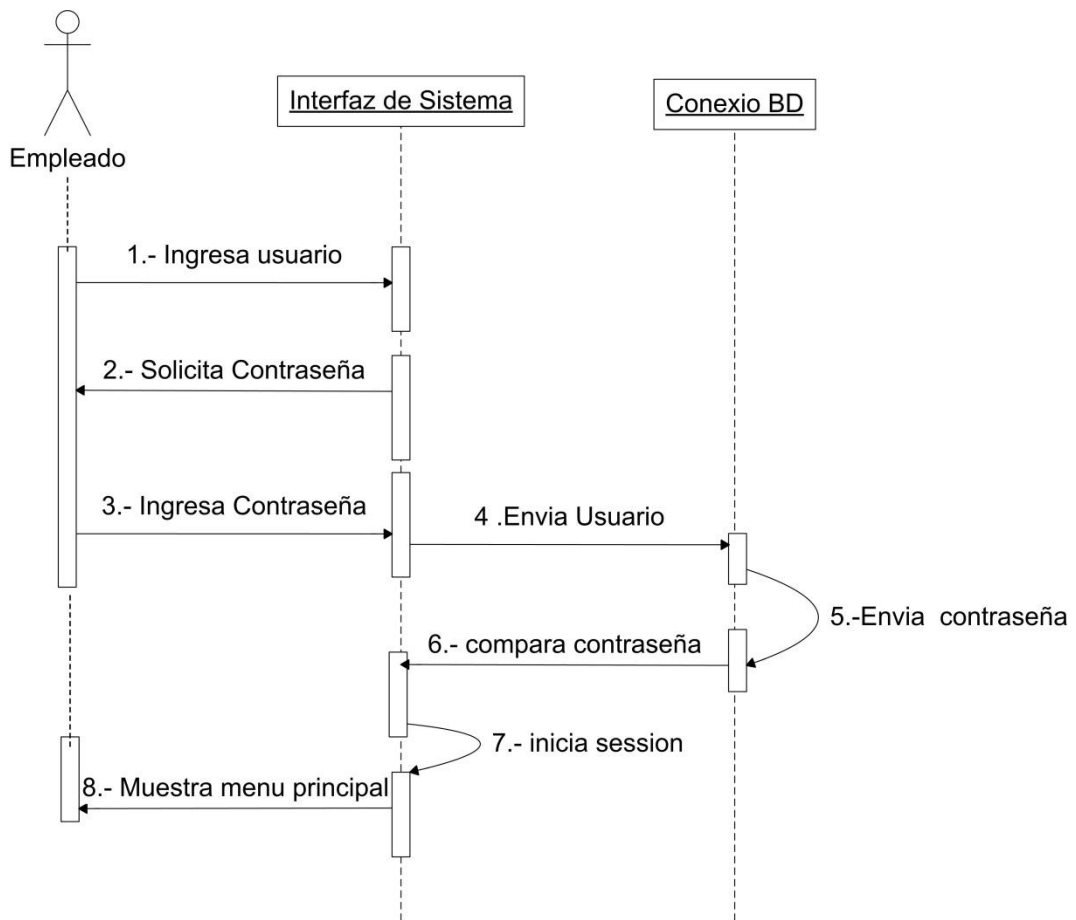 Interfaz de Sistema
Conexio BD
Empleado
1.- Ingresa usuario
2.- Solicita Contraseña
3.- Ingresa Contraseña
4 .Envia Usuario
5.-Envia contraseña
6.- compara contraseña
7.- inicia session
8.- Muestra menu principal